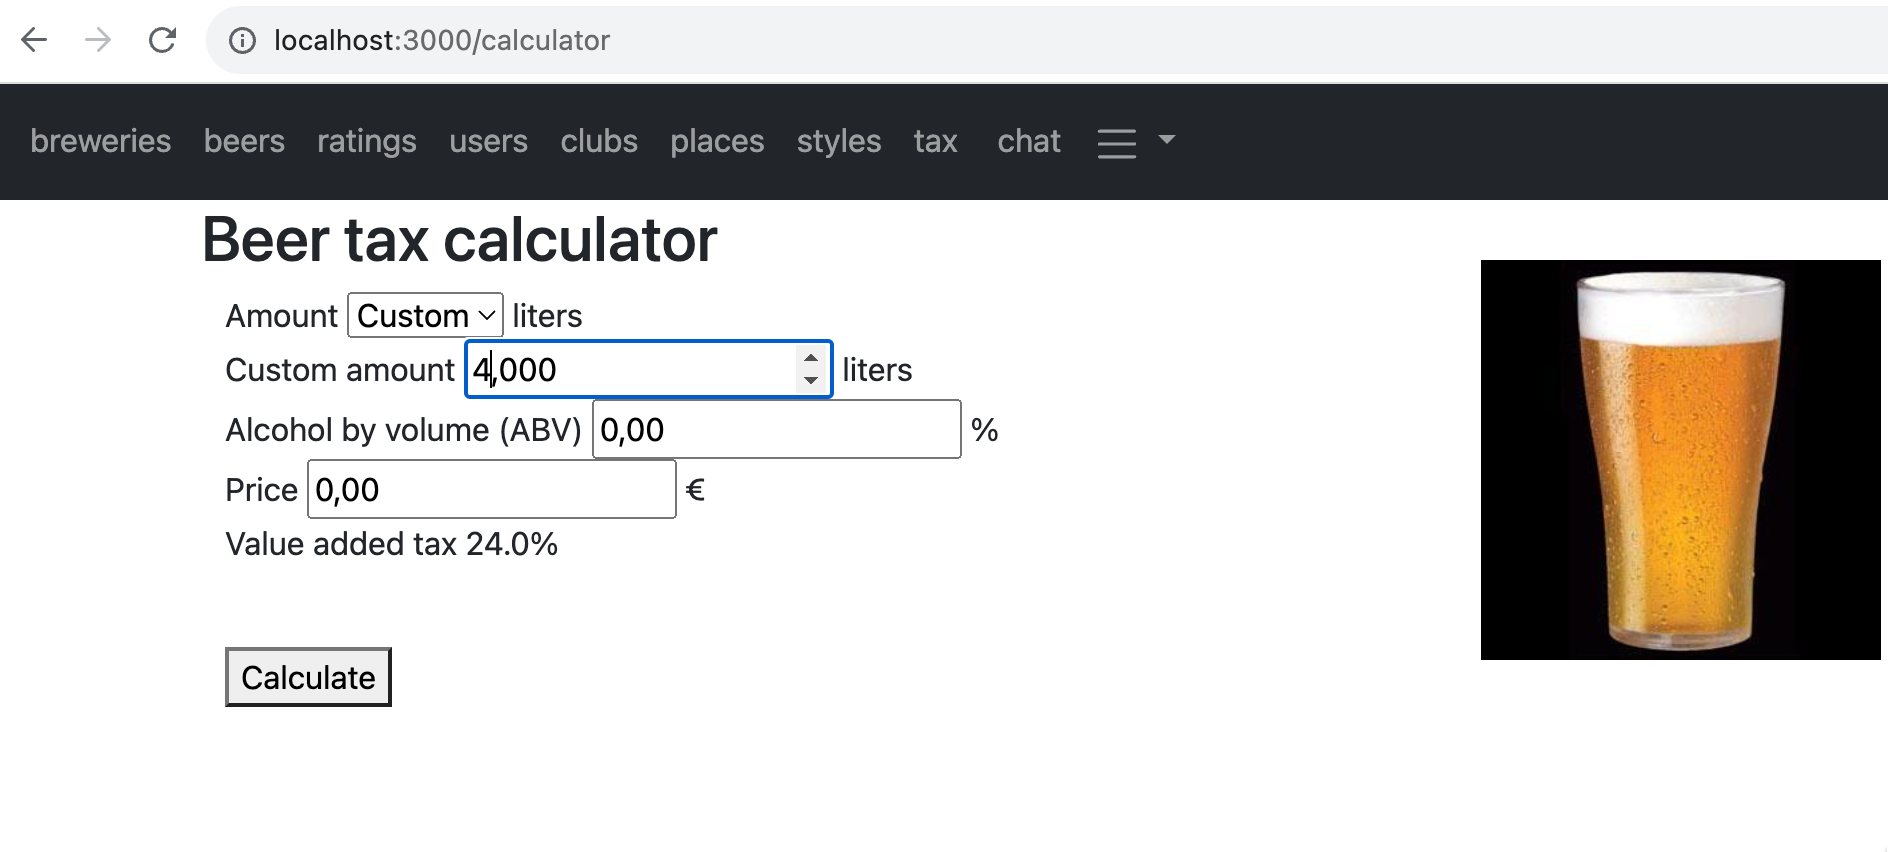 localhost:3000/calculator
breweries beers ratings users clubs places styles tax chat
Beer tax calculator
Amount Custom liters
Custom amount 4,000 liters
Alcohol by volume (ABV) 0,00 %
Price 0,00 €
Value added tax 24.0%
Calculate